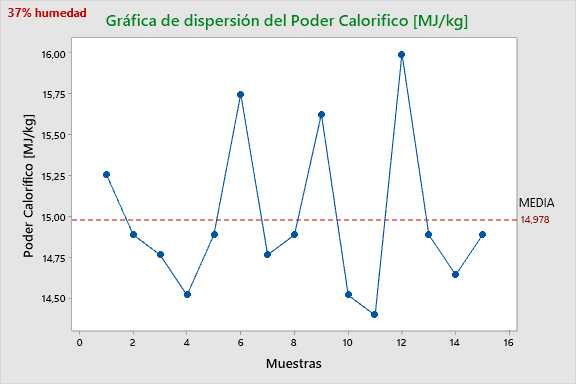 37% humedad
Gráfica de dispersión del Poder Calorifico [MJ/kg]
16,00
15,75
15,50
15,25
15,00
14,75
14,50
Poder Calorífico [MJ/kg]
MEDIA
14,978
0 2 4 6 8 10 12 14 16
Muestras